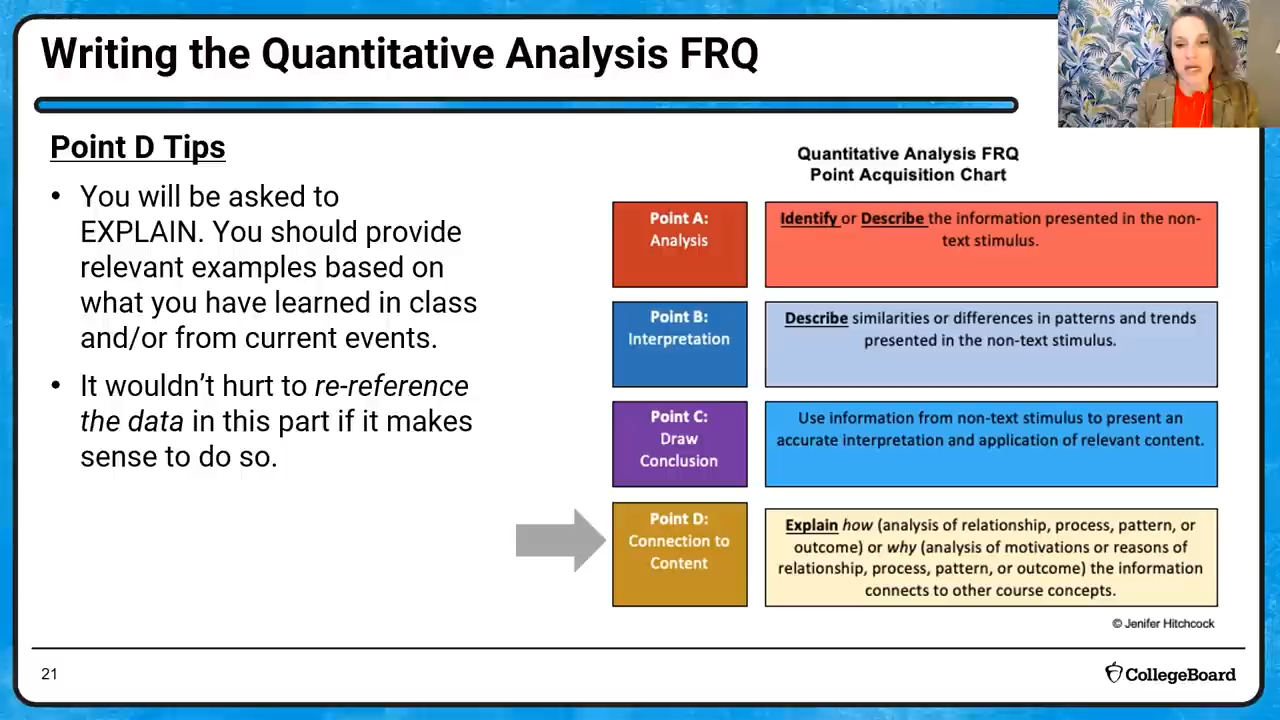 Writing the Quantitative Analysis FRQ
Point D Tips
• You will be asked to
EXPLAIN. You should provide
relevant examples based on
what you have learned in class
and/or from current events.
• It wouldn’t hurt to re-reference
the data in this part if it makes
sense to do so.
Quantitative Analysis FRQ
Point Acquisition Chart
Point A:
Analysis
Identify or Describe the information presented in the non-
text stimulus.
Point B:
Interpretation
Describe similarities or differences in patterns and trends
presented in the non-text stimulus.
Point C:
Draw
Conclusion
Use information from non-text stimulus to present an
accurate interpretation and application of relevant content.
Point D:
Connection to
Content
Explain how (analysis of relationship, process, pattern, or
outcome) or why (analysis of motivations or reasons of
relationship, process, pattern, or outcome) the information
connects to other course concepts.
© Jenifer Hitchcock
21
CollegeBoard